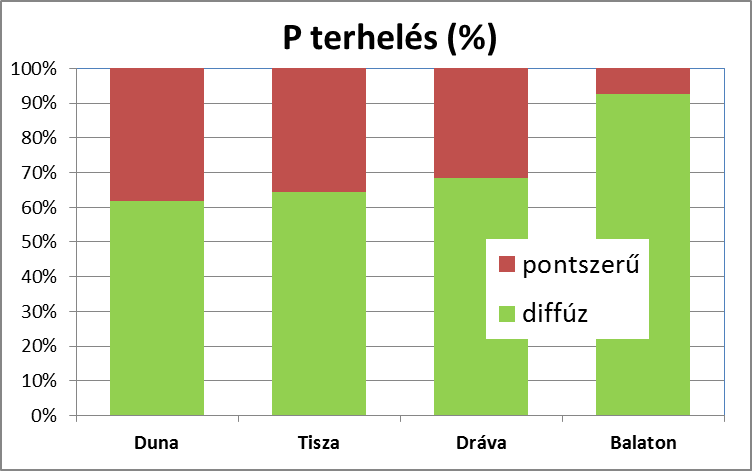 P terhelés (%)
100%
90%
80%
70%
60%
50%
40%
30%
20%
10%
0%
pontszerű
diffúz
Duna
Tisza
Dráva
Balaton